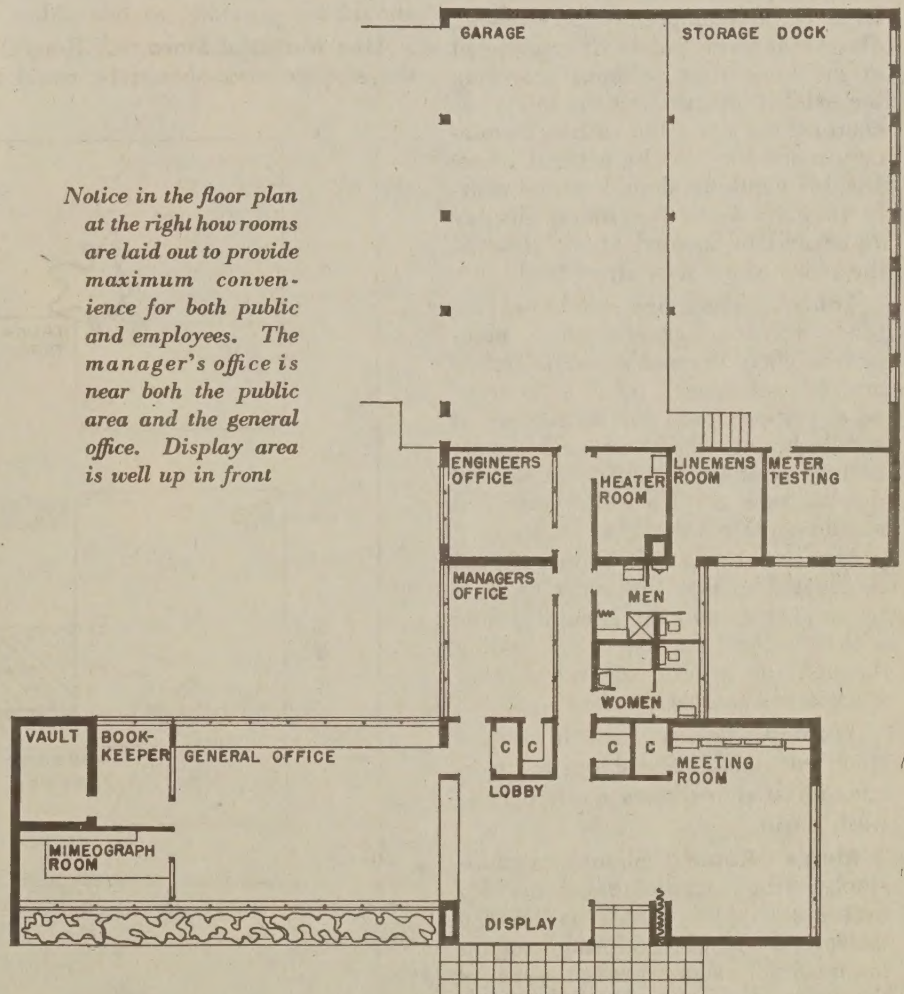 GARAGE
STORAGE DOCK
Notice in the floor plan
at the right how rooms
are laid out to provide
maximum conven-
ience for both public
and employees. The
manager's office is
near both the public
area and the general
office. Display area
is well up in front
ENGINEERS
OFFICE
HEATER
ROOM
LINEMENS
ROOM
METER
TESTING
MANAGERS
OFFICE
MEN
WOMEN
VAULT
BOOK-
KEEPER
GENERAL OFFICE
C
C
C
C
MEETING
ROOM
LOBBY
MIMEOGRAPH
ROOM
DISPLAY